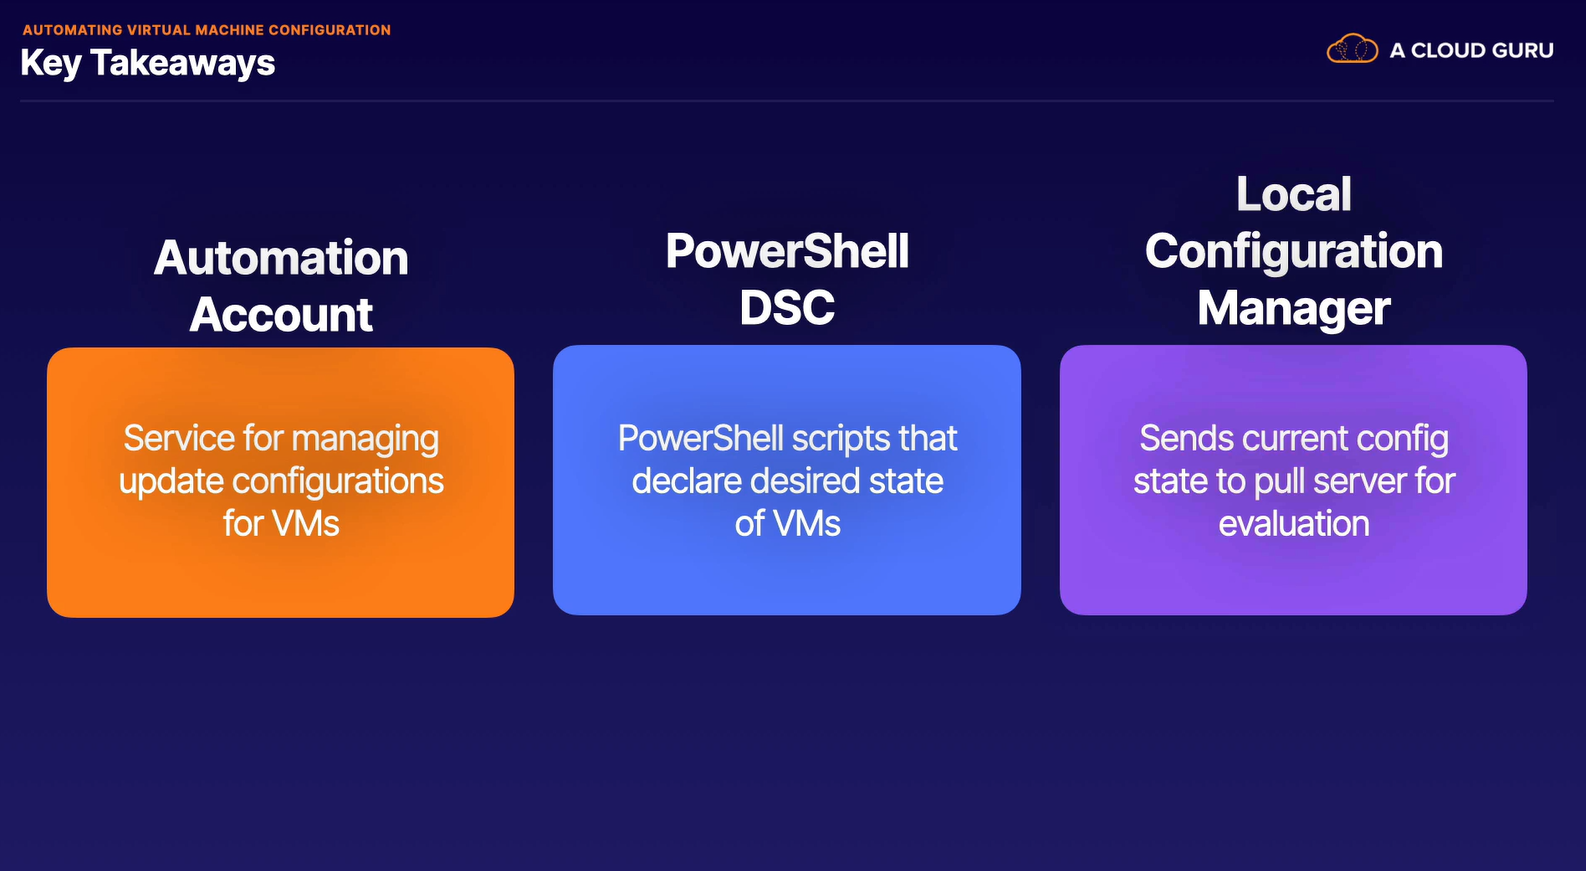 AUTOMATING VIRTUAL MACHINE CONFIGURATION
Key Takeaways
A CLOUD GURU
Automation
Account
Service for managing
update configurations
for VMs
PowerShell
DSC
PowerShell scripts that
declare desired state
of VMs
Local
Configuration
Manager
Sends current config
state to pull server for
evaluation